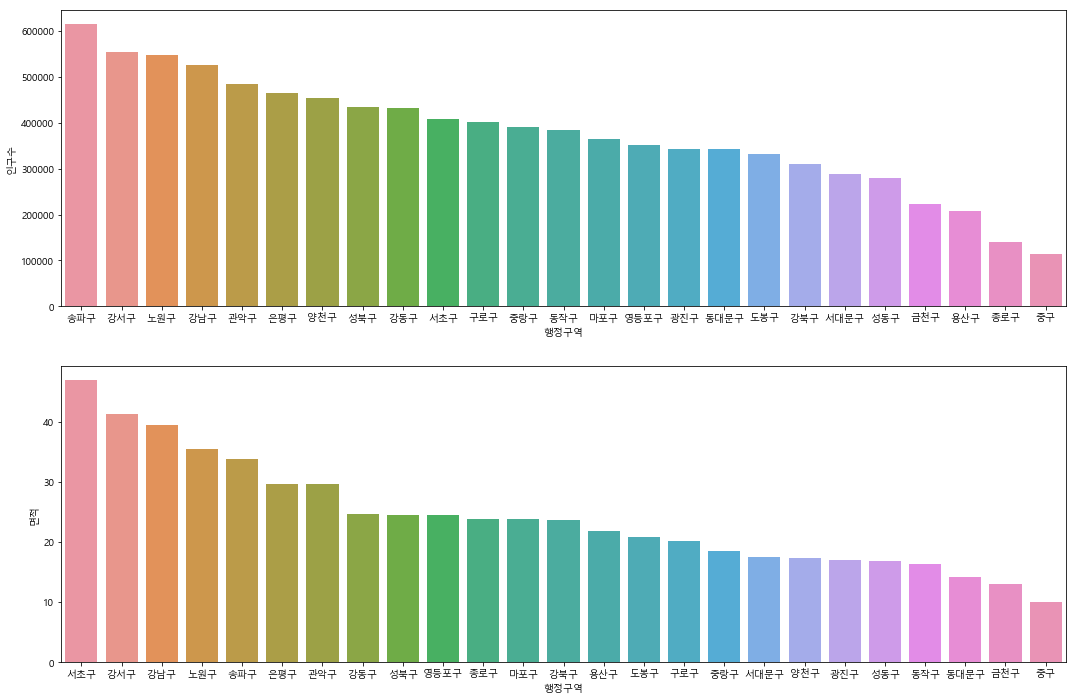 600000
500000
400000
300000
200000
100000
0
인구수
송파구 강서구 노원구 강남구 관악구 은평구 양천구 성북구 강동구 서초구 구로구 중랑구 동작구 마포구 영등포구 광진구 동대문구 도봉구 강북구 서대문구 성동구 금천구 용산구 종로구 중구
행정구역
40
30
20
10
0
면적
서초구 강서구 강남구 노원구 송파구 은평구 관악구 강동구 성북구 영등포구 종로구 마포구 강북구 용산구 도봉구 구로구 중랑구 서대문구 양천구 광진구 성동구 동작구 동대문구 금천구 중구
행정구역